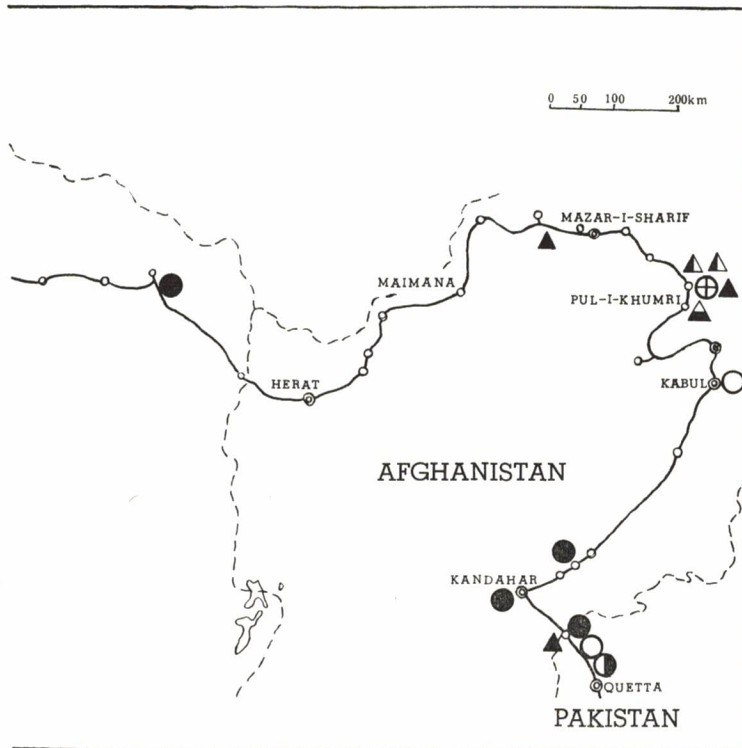 0 50 100 200km
MAZAR-I-SHARIF
MAIMANA
PUL-I-KHUMRI
HERAT
KABUL
AFGHANISTAN
KANDAHAR
QUETTA
PAKISTAN